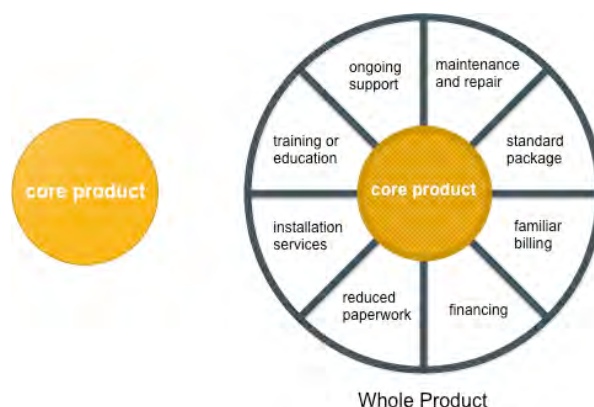 core product
ongoing
support
maintenance
and repair
training or
education
standard
package
core product
installation
services
familiar
billing
reduced
paperwork
financing
Whole Product